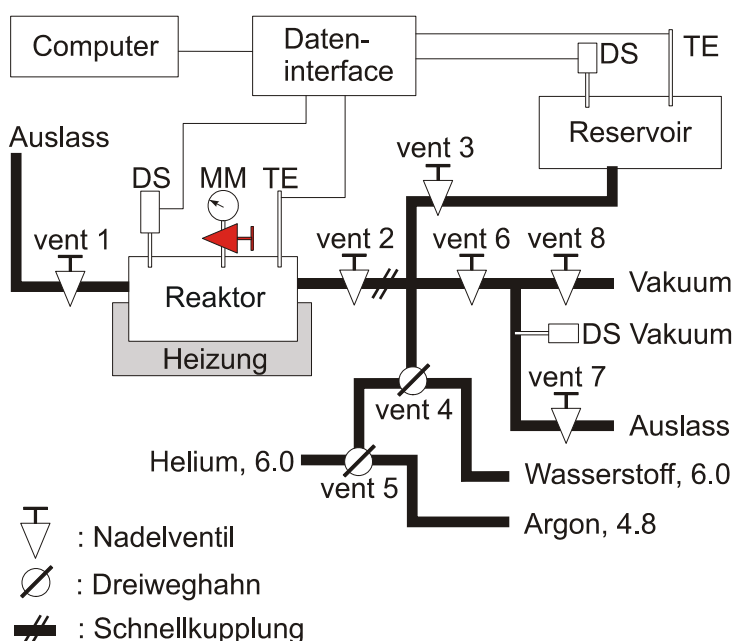 Computer
Daten-
interface
DS
TE
Reservoir
Auslass
vent 3
DS
MM
TE
vent 1
vent 2
vent 6
vent 8
Reaktor
Vakuum
DS Vakuum
Heizung
vent 7
vent 4
Auslass
Helium, 6.0
vent 5
Wasserstoff, 6.0
Argon, 4.8
: Nadelventil
: Dreiweghahn
: Schnellkupplung